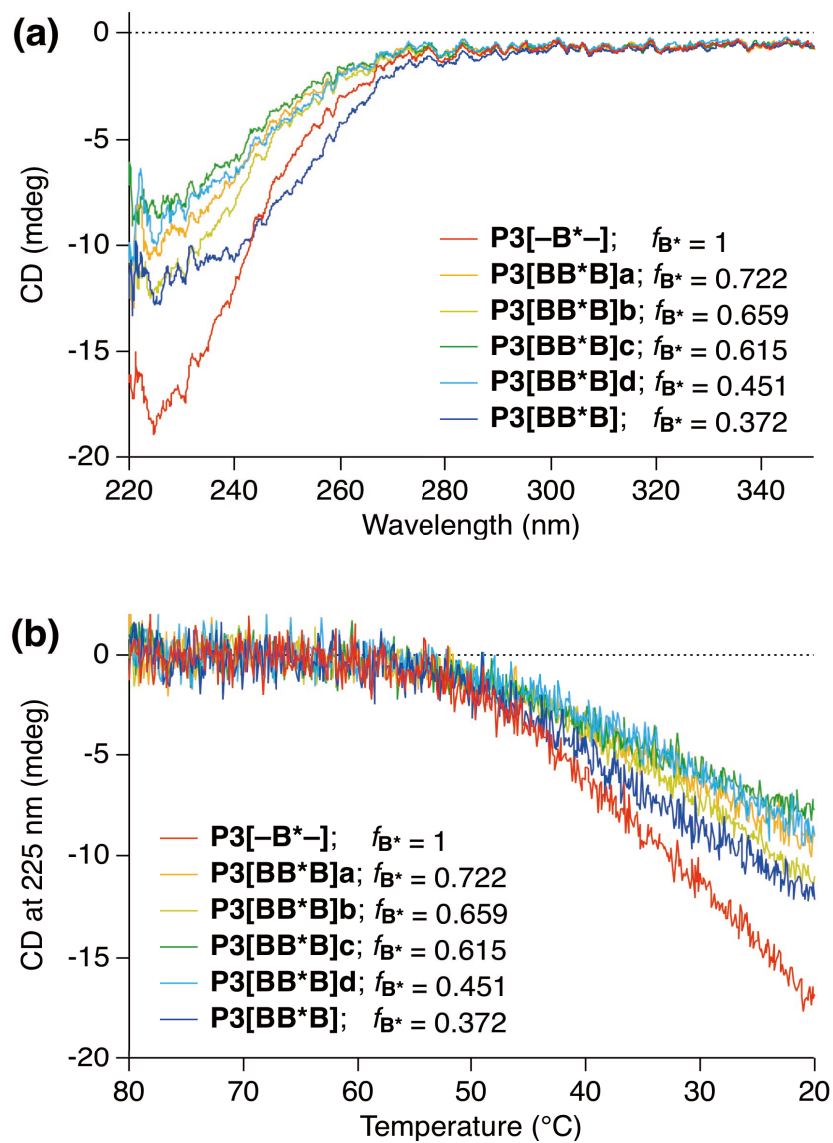 (a)
0
-5
-10
-15
-20
CD (mdeg)
P3[–B*–]; fB* = 1
P3[BB*B]a; fB* = 0.722
P3[BB*B]b; fB* = 0.659
P3[BB*B]c; fB* = 0.615
P3[BB*B]d; fB* = 0.451
P3[BB*B]; fB* = 0.372
220 240 260 280 300 320 340
Wavelength (nm)
(b)
0
-5
-10
-15
-20
CD at 225 nm (mdeg)
P3[–B*–]; fB* = 1
P3[BB*B]a; fB* = 0.722
P3[BB*B]b; fB* = 0.659
P3[BB*B]c; fB* = 0.615
P3[BB*B]d; fB* = 0.451
P3[BB*B]; fB* = 0.372
80 70 60 50 40 30 20
Temperature (°C)